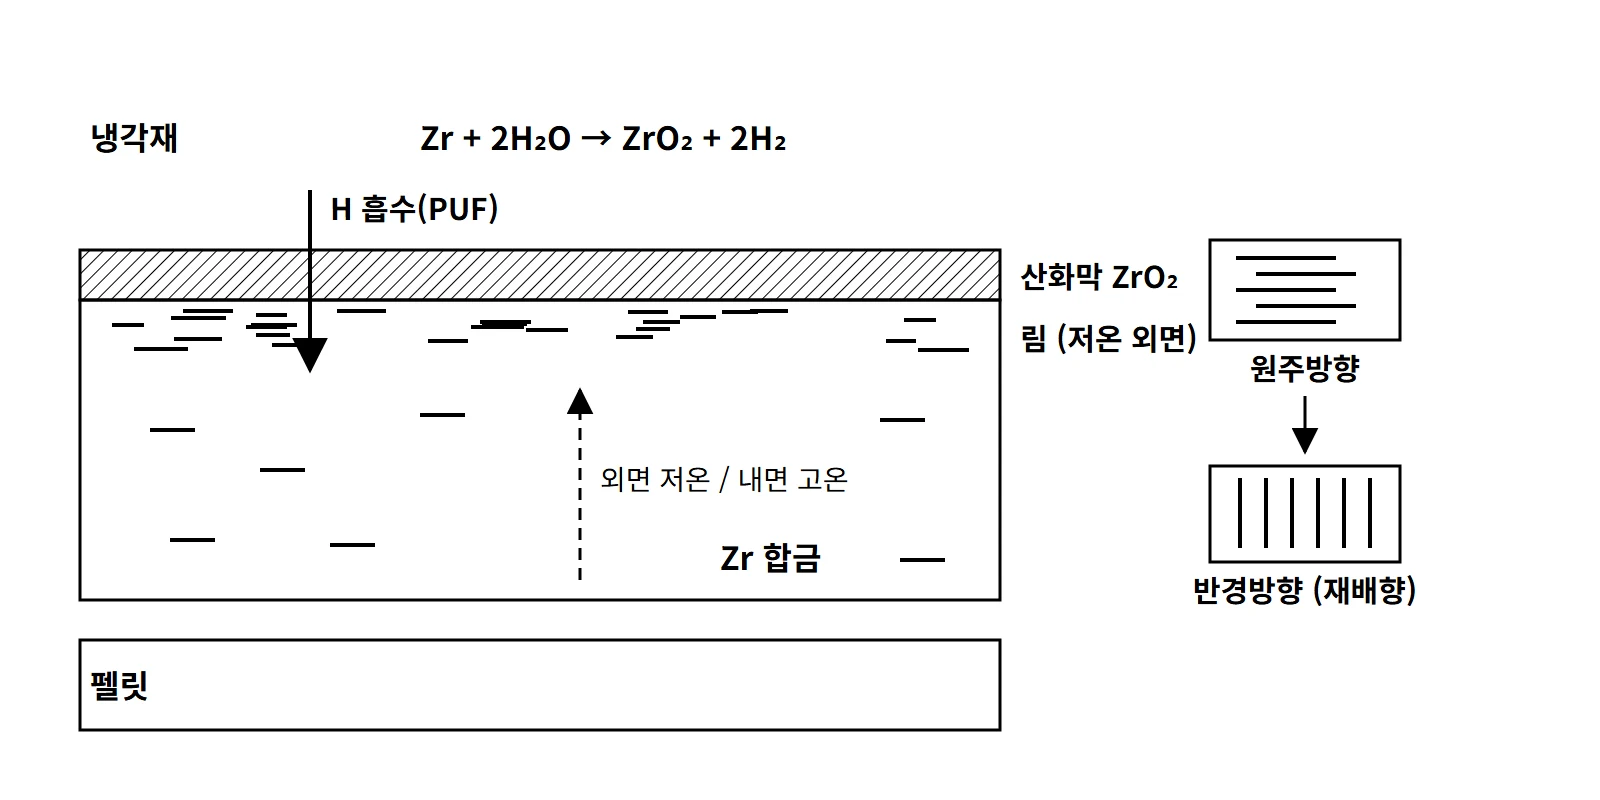 냉각재
Zr + 2H₂O → ZrO₂ + 2H₂
H 흡수(PUF)
산화막 ZrO₂
림 (저온 외면)
원주방향
외면 저온 / 내면 고온
Zr 합금
반경방향 (재배향)
펠릿